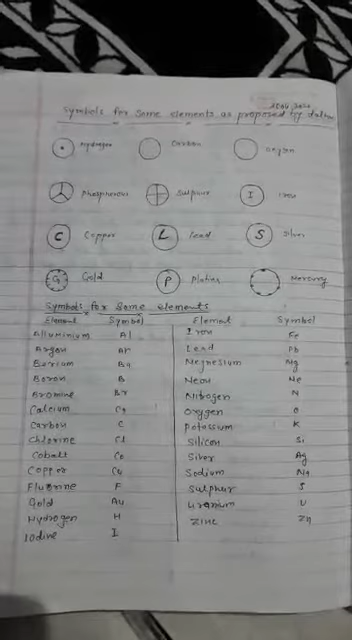 Symbols for Some elements as proposed by dalton
Hydrogen Carbon Oxygen
Phosphorous Sulphur I Iron
C Copper L Lead S Silver
G Gold P Platina Mercury
Symbols for Some elements
Element Symbol Element Symbol
Alluminium Al Iron Fe
Argon Ar Lead Pb
Barium Ba Magnesium Mg
Boron B Neon Ne
Bromine Br Nitrogen N
Calcium Ca Oxygen O
Carbon C Potassium K
Chlorine Cl Silicon Si
Cobalt Co Silver Ag
Copper Cu Sodium Na
Fluorine F Sulphur S
Gold Au Uranium U
Hydrogen H Zinc Zn
Iodine I